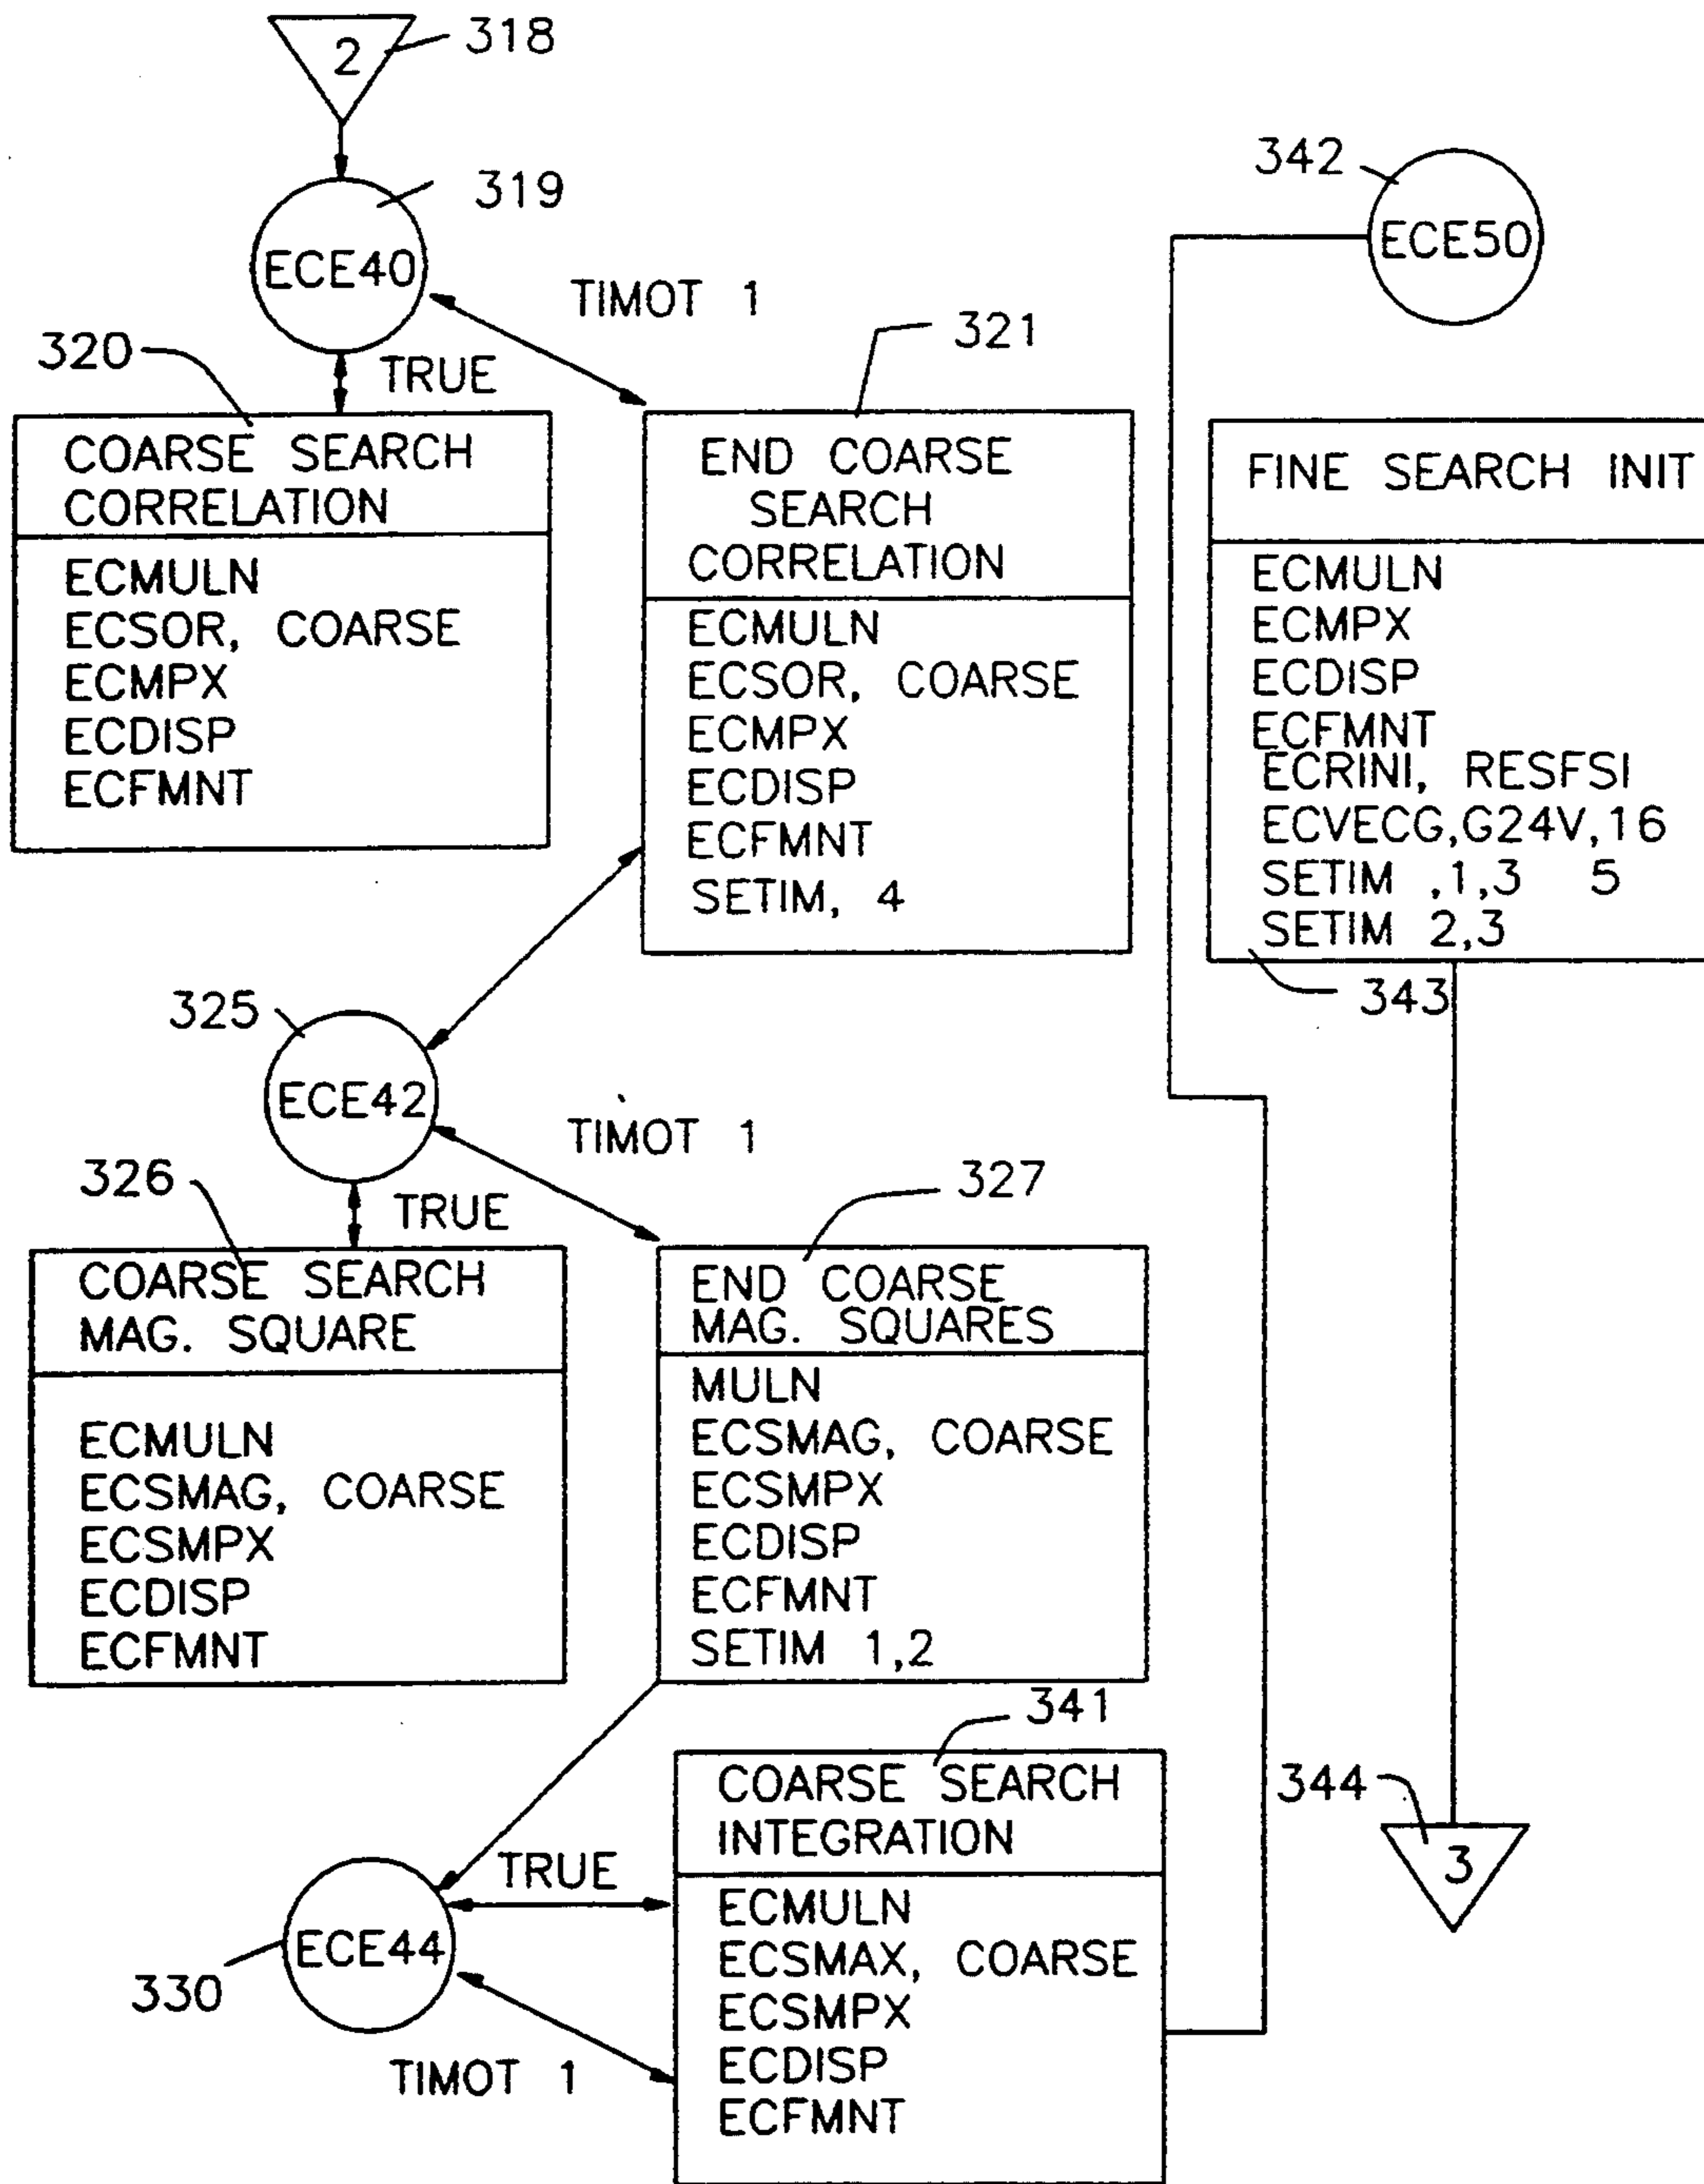 2
318
319
ECE40
TIMOT 1
320
TRUE
COARSE SEARCH
CORRELATION
ECMULN
ECSOR, COARSE
ECMPX
ECDISP
ECFMNT
321
END COARSE
SEARCH
CORRELATION
ECMULN
ECSOR, COARSE
ECMPX
ECDISP
ECFMNT
SETIM, 4
325
ECE42
TIMOT 1
326
TRUE
COARSE SEARCH
MAG. SQUARE
ECMULN
ECSMAG, COARSE
ECSMPX
ECDISP
ECFMNT
327
END COARSE
MAG. SQUARES
MULN
ECSMAG, COARSE
ECSMPX
ECDISP
ECFMNT
SETIM 1,2
330
ECE44
TRUE
TIMOT 1
341
COARSE SEARCH
INTEGRATION
ECMULN
ECSMAX, COARSE
ECSMPX
ECDISP
ECFMNT
342
ECE50
FINE SEARCH INIT
ECMULN
ECMPX
ECDISP
ECFMNT
ECRINI, RESFSI
ECVECG,G24V,16
SETIM ,1,3 5
SETIM 2,3
343
344
3